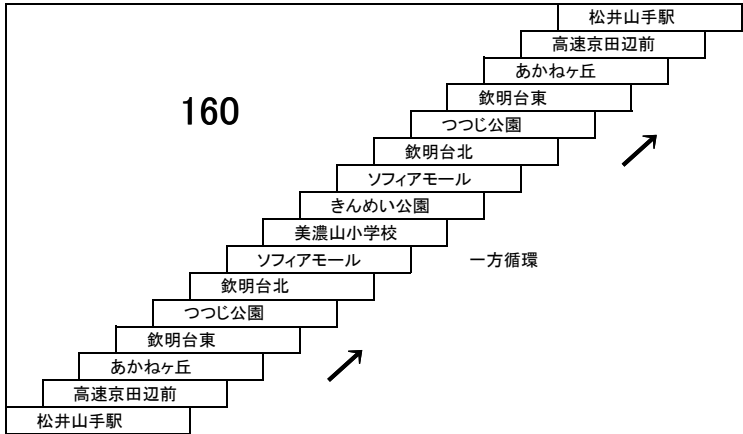 松井山手駅
高速京田辺前
あかねヶ丘
160
欽明台東
つつじ公園
欽明台北
ソフィアモール
きんめい公園
美濃山小学校
ソフィアモール
一方循環
欽明台北
つつじ公園
欽明台東
あかねヶ丘
高速京田辺前
松井山手駅